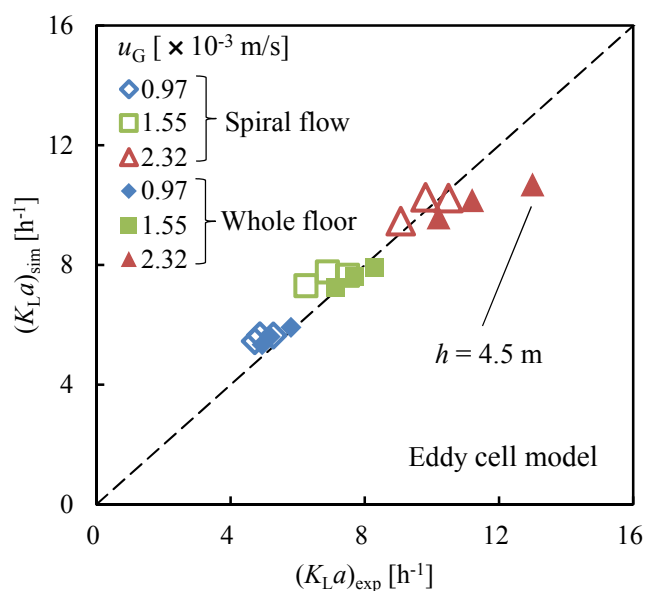 16
12
8
4
0
(K_La)_sim [h⁻¹]
u_G [ × 10⁻³ m/s]
0.97
1.55
2.32
Spiral flow
0.97
1.55
2.32
Whole floor
h = 4.5 m
Eddy cell model
0 4 8 12 16
(K_La)_exp [h⁻¹]